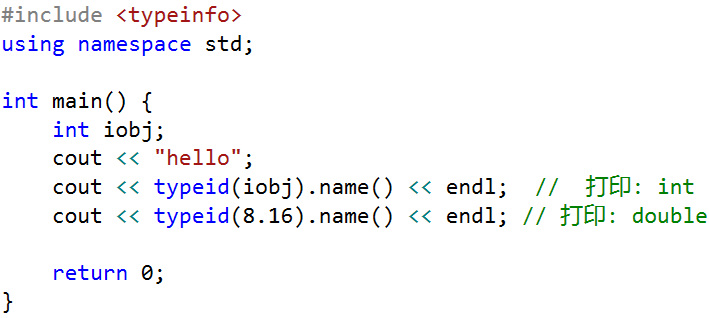 #include <typeinfo>
using namespace std;

int main() {
    int iobj;
    cout << "hello";
    cout << typeid(iobj).name() << endl;  //  打印: int
    cout << typeid(8.16).name() << endl; // 打印: double

    return 0;
}